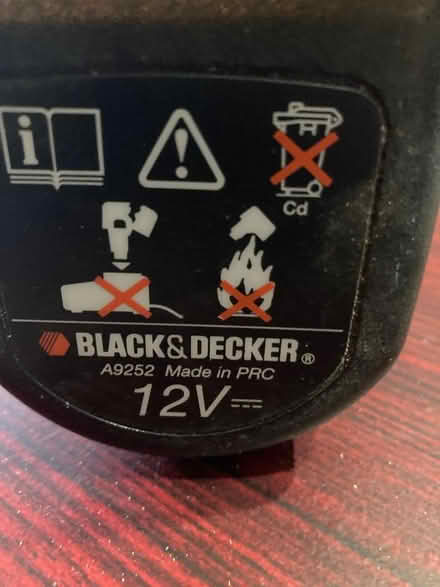 i
!
Cd
BLACK&DECKER®
A9252 Made in PRC
12V